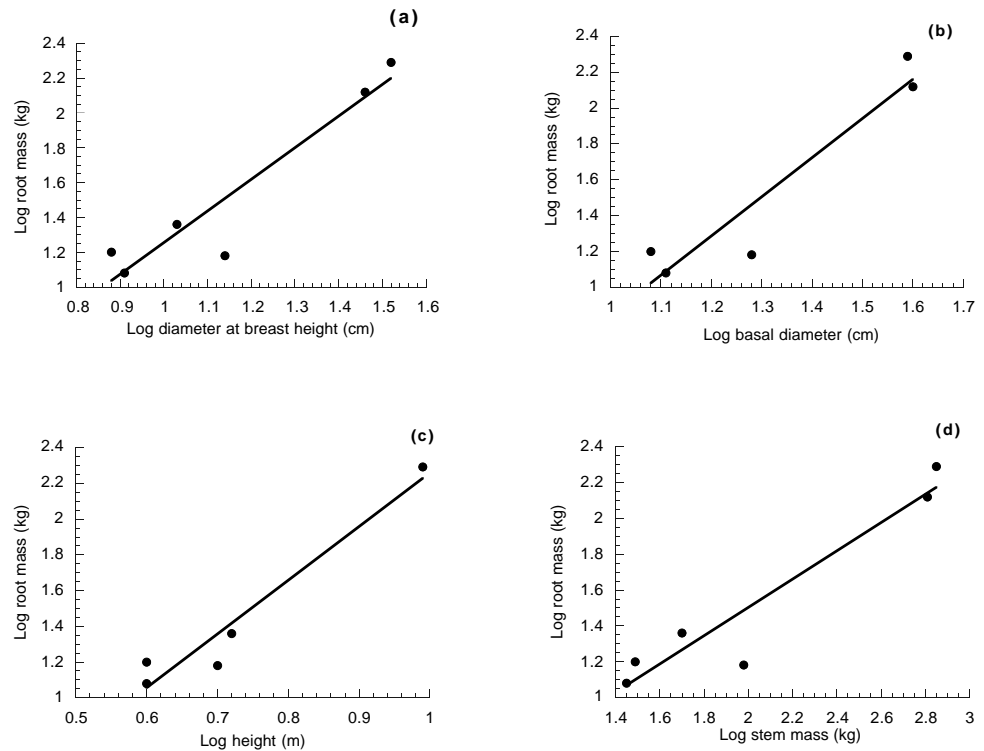 (a)
2.4
2.2
2
1.8
1.6
1.4
1.2
1
Log root mass (kg)
0.8 0.9 1 1.1 1.2 1.3 1.4 1.5 1.6
Log diameter at breast height (cm)
(b)
2.4
2.2
2
1.8
1.6
1.4
1.2
1
Log root mass (kg)
1 1.1 1.2 1.3 1.4 1.5 1.6 1.7
Log basal diameter (cm)
(c)
2.4
2.2
2
1.8
1.6
1.4
1.2
1
Log root mass (kg)
0.5 0.6 0.7 0.8 0.9 1
Log height (m)
(d)
2.4
2.2
2
1.8
1.6
1.4
1.2
1
Log root mass (kg)
1.4 1.6 1.8 2 2.2 2.4 2.6 2.8 3
Log stem mass (kg)